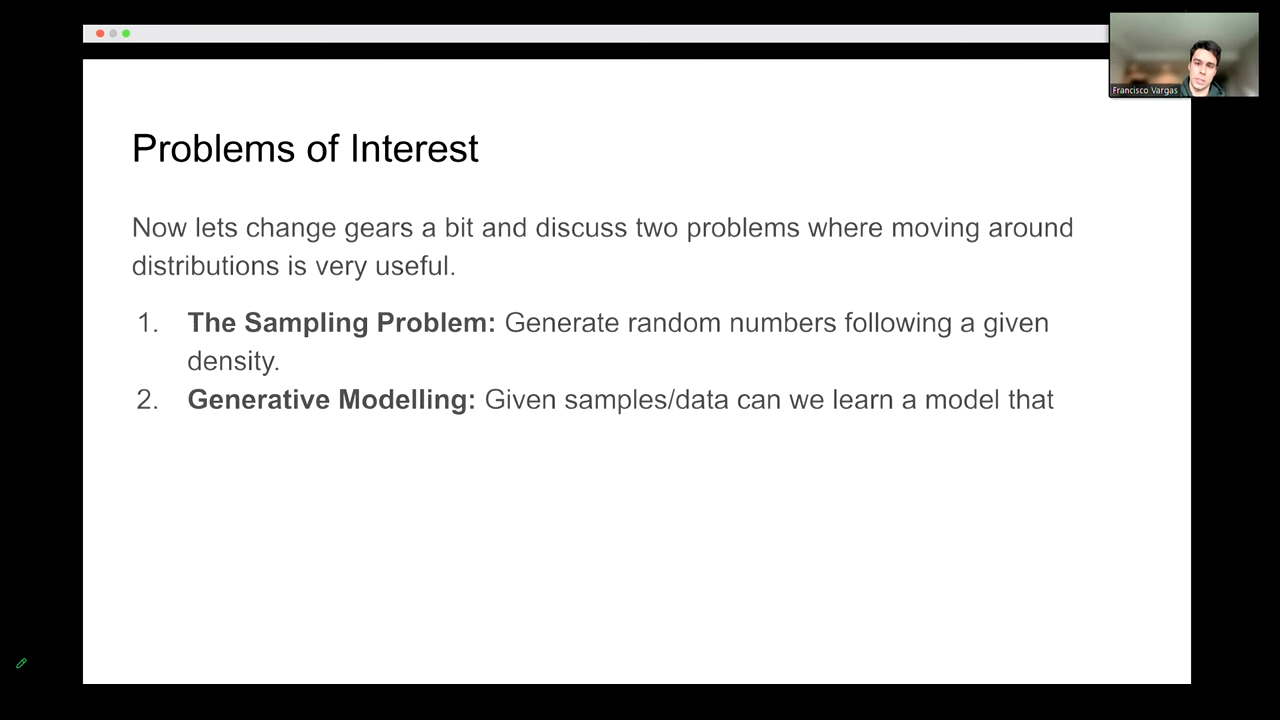 Francisco Vargas
Problems of Interest
Now lets change gears a bit and discuss two problems where moving around
distributions is very useful.
1. The Sampling Problem: Generate random numbers following a given
density.
2. Generative Modelling: Given samples/data can we learn a model that